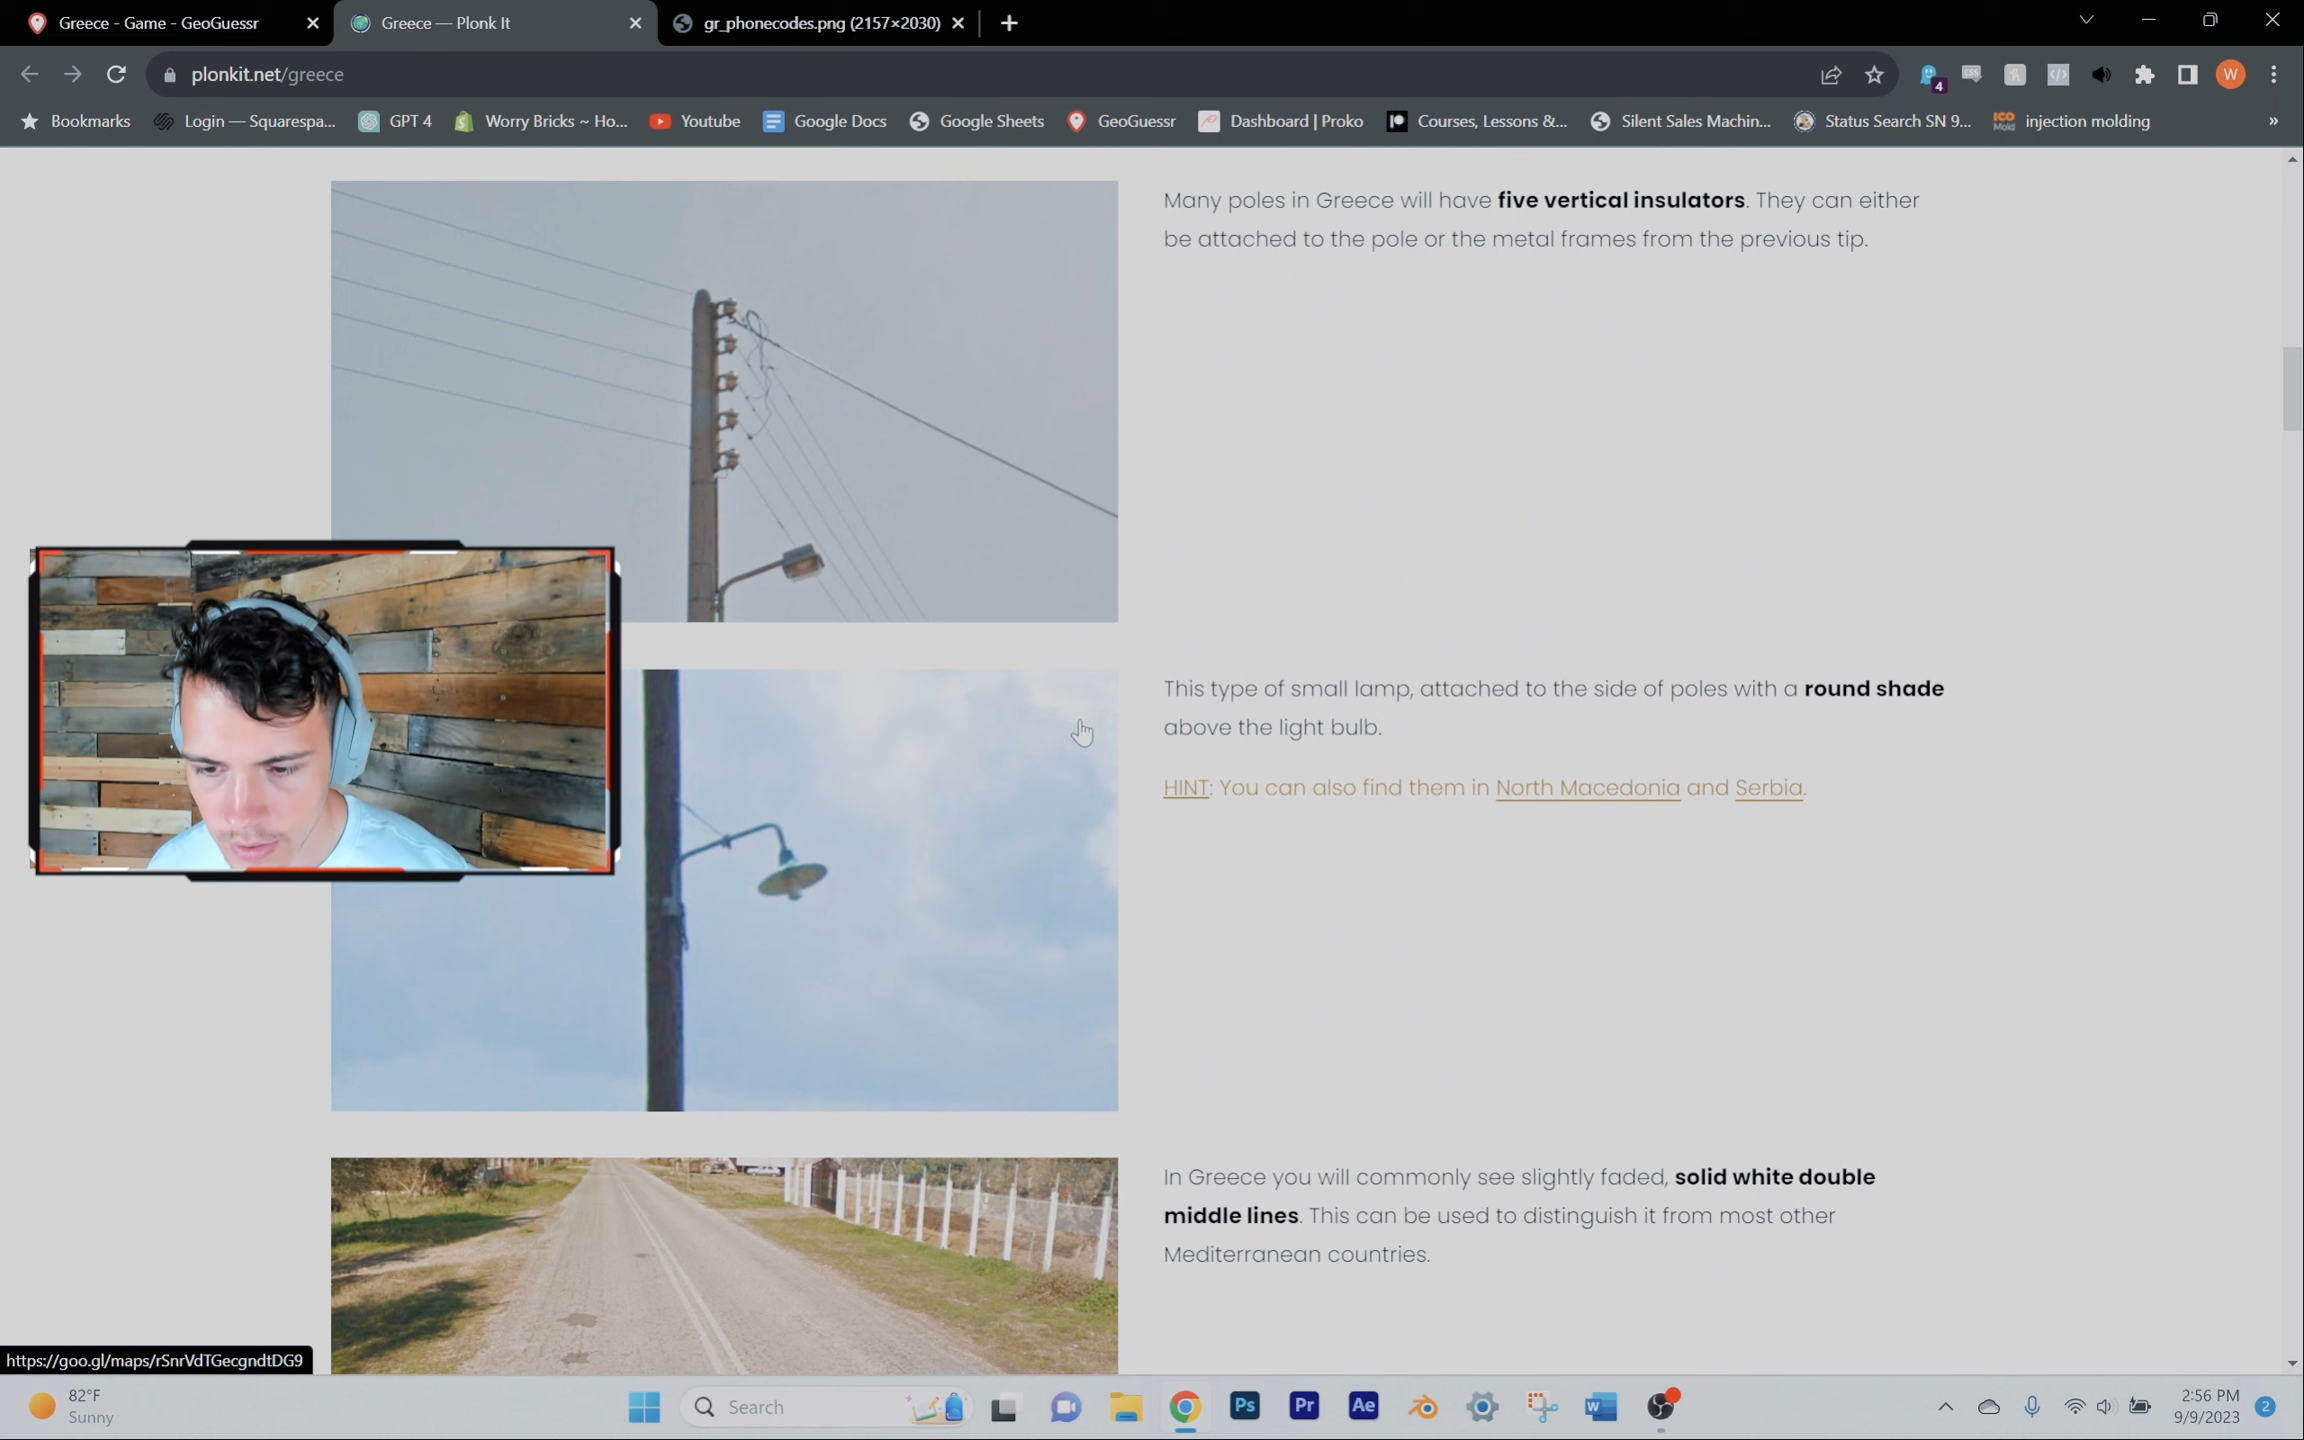 Greece - Game - GeoGuessr
Greece — Plonk It
gr_phonecodes.png (2157×2030)
plonkit.net/greece
4
W
Bookmarks
Login — Squarespa...
GPT 4
Worry Bricks ~ Ho...
Youtube
Google Docs
Google Sheets
GeoGuessr
Dashboard | Proko
Courses, Lessons &...
Silent Sales Machin...
Status Search SN 9...
ICO Mold
injection molding
»
Many poles in Greece will have five vertical insulators. They can either
be attached to the pole or the metal frames from the previous tip.
This type of small lamp, attached to the side of poles with a round shade
above the light bulb.
HINT: You can also find them in North Macedonia and Serbia.
In Greece you will commonly see slightly faded, solid white double
middle lines. This can be used to distinguish it from most other
Mediterranean countries.
https://goo.gl/maps/rSnrVdTGecgndtDG9
82°F
Sunny
Search
Ps
Pr
Ae
W
2:56 PM
9/9/2023
2